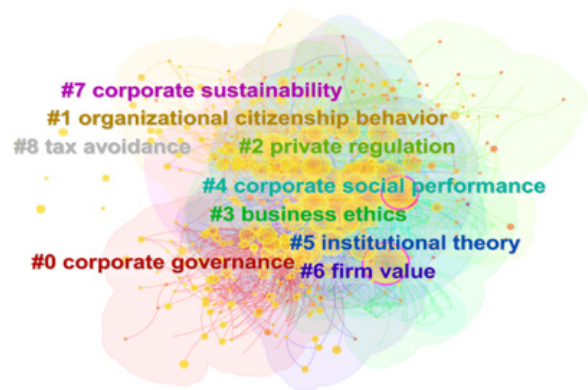 #7 corporate sustainability
#1 organizational citizenship behavior
#8 tax avoidance
#2 private regulation
#4 corporate social performance
#3 business ethics
#5 institutional theory
#0 corporate governance
#6 firm value